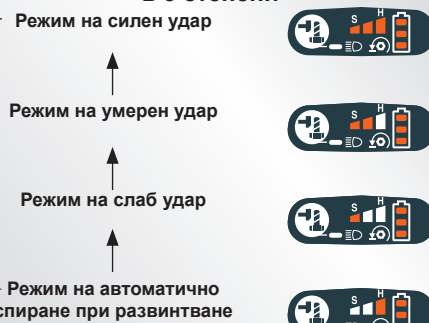 Режим на силен удар
S H
Режим на умерен удар
S H
Режим на слаб удар
S H
Режим на автоматично
спиране при развинтване
S H